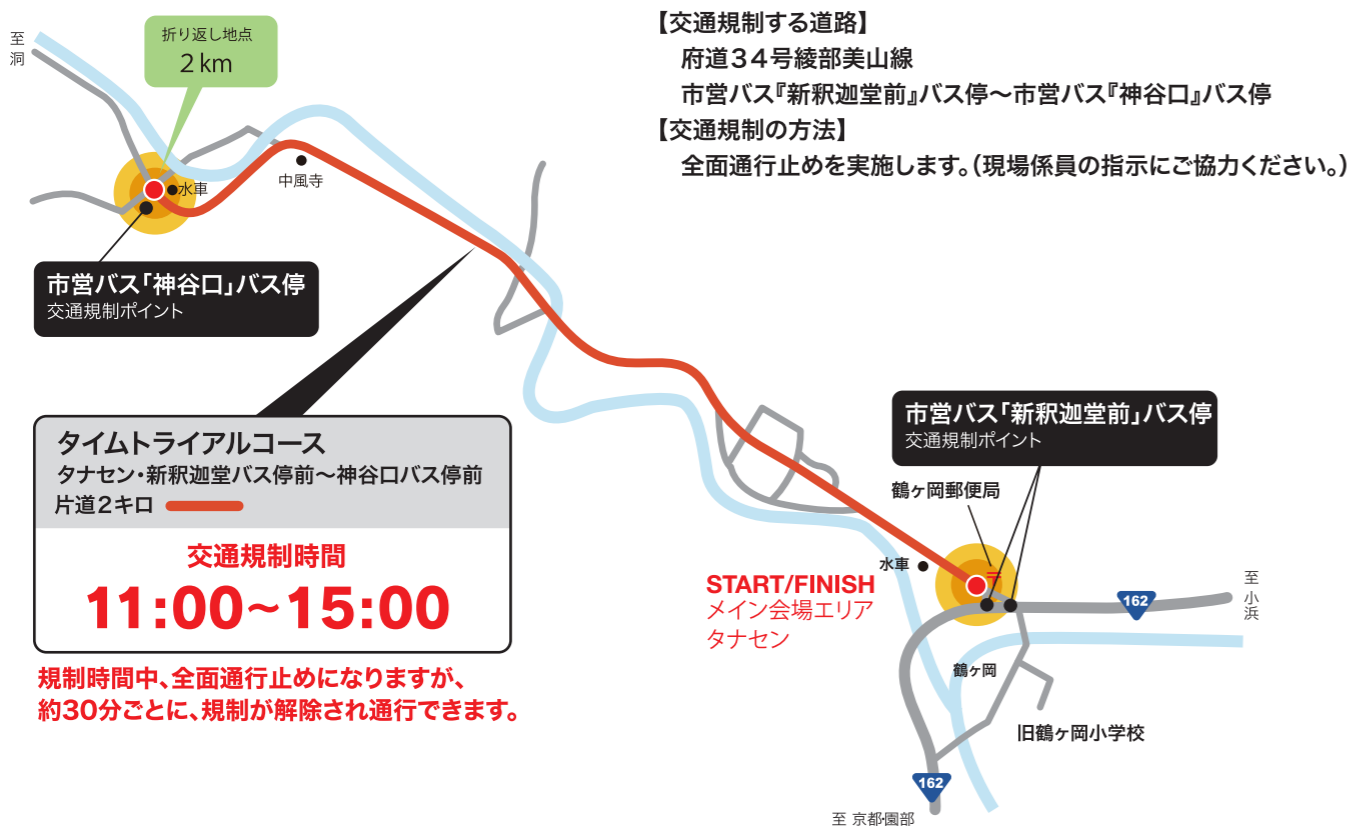 【交通規制する道路】
府道34号綾部美山線
市営バス『新釈迦堂前』バス停〜市営バス『神谷口』バス停
【交通規制の方法】
全面通行止めを実施します。(現場係員の指示にご協力ください。)
至洞
折り返し地点
2km
水車
中風寺
市営バス「神谷口」バス停
交通規制ポイント
タイムトライアルコース
タナセン・新釈迦堂バス停前〜神谷口バス停前
片道2キロ
交通規制時間
11:00〜15:00
規制時間中、全面通行止めになりますが、
約30分ごとに、規制が解除され通行できます。
市営バス「新釈迦堂前」バス停
交通規制ポイント
鶴ヶ岡郵便局
水車
〒
START/FINISH
メイン会場エリア
タナセン
162
至小浜
鶴ヶ岡
旧鶴ヶ岡小学校
162
至 京都・園部